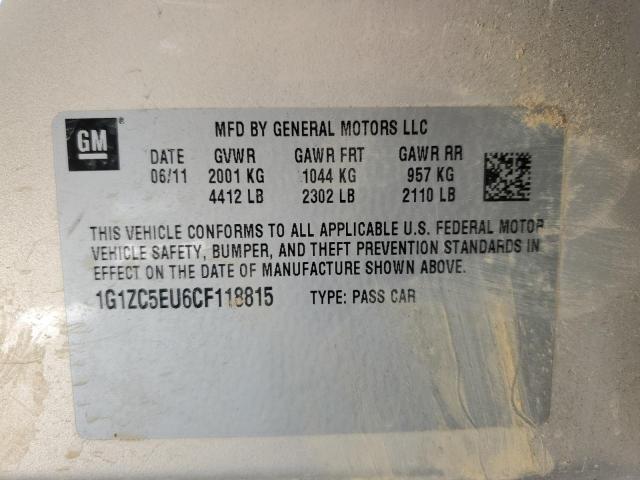 GM®
MFD BY GENERAL MOTORS LLC
DATE GVWR GAWR FRT GAWR RR
06/11 2001 KG 1044 KG 957 KG
4412 LB 2302 LB 2110 LB
THIS VEHICLE CONFORMS TO ALL APPLICABLE U.S. FEDERAL MOTOR
VEHICLE SAFETY, BUMPER, AND THEFT PREVENTION STANDARDS IN
EFFECT ON THE DATE OF MANUFACTURE SHOWN ABOVE.
1G1ZC5EU6CF118815 TYPE: PASS CAR